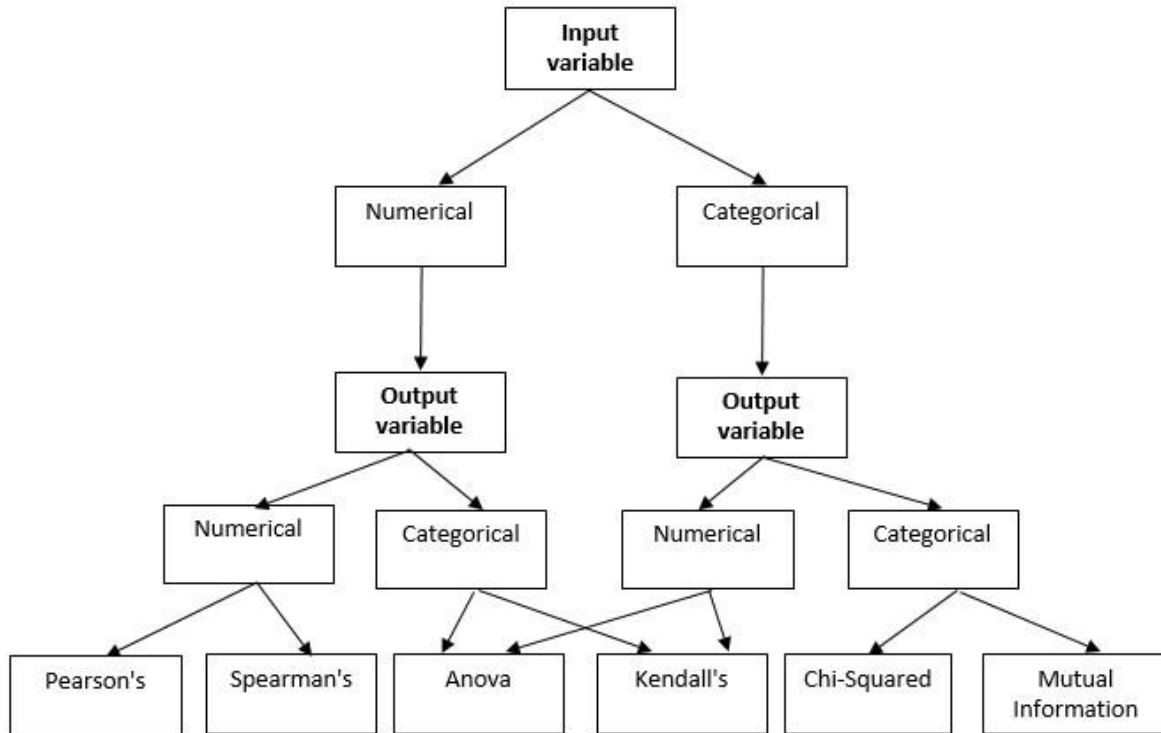 Input
variable
Numerical
Categorical
Output
variable
Output
variable
Numerical
Categorical
Numerical
Categorical
Pearson's
Spearman's
Anova
Kendall's
Chi-Squared
Mutual
Information